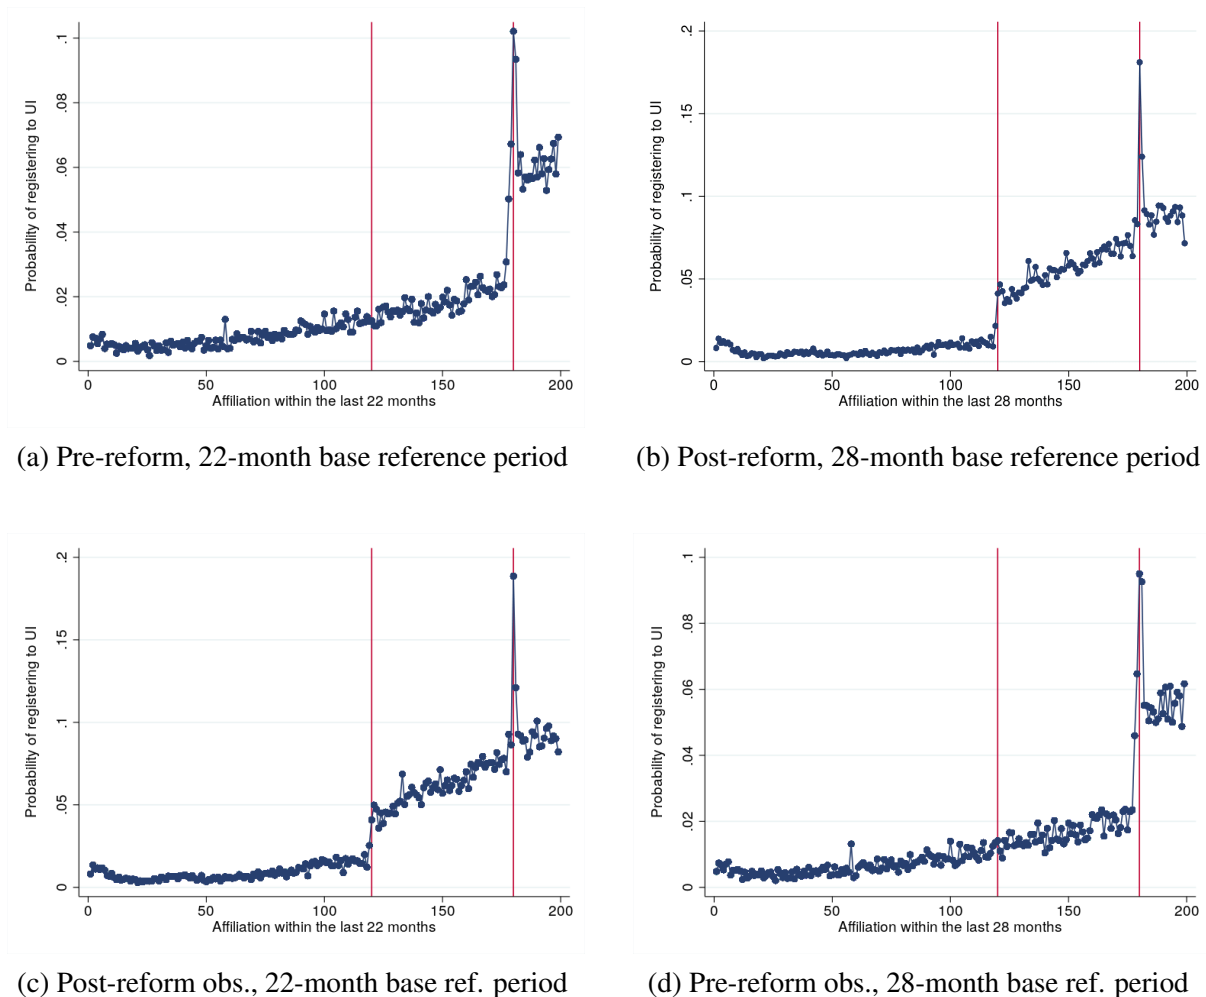 .1
.08
.06
.04
.02
0
Probability of registering to UI
0 50 100 150 200
Affiliation within the last 22 months
(a) Pre-reform, 22-month base reference period
.2
.15
.1
.05
0
Probability of registering to UI
0 50 100 150 200
Affiliation within the last 28 months
(b) Post-reform, 28-month base reference period
.2
.15
.1
.05
0
Probability of registering to UI
0 50 100 150 200
Affiliation within the last 22 months
(c) Post-reform obs., 22-month base ref. period
.1
.08
.06
.04
.02
0
Probability of registering to UI
0 50 100 150 200
Affiliation within the last 28 months
(d) Pre-reform obs., 28-month base ref. period